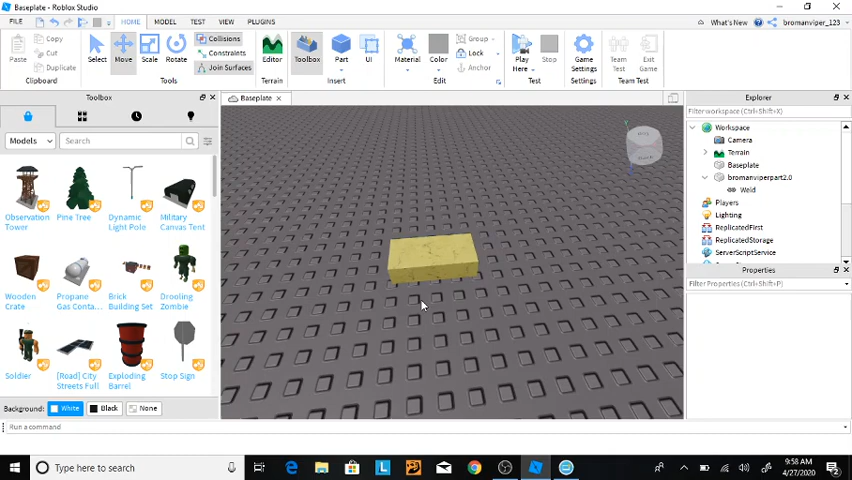 Baseplate - Roblox Studio
FILE HOME MODEL TEST VIEW PLUGINS What's New bromanviper_123
Paste Copy Cut Duplicate Select Move Scale Rotate Collisions Constraints Join Surfaces Editor Toolbox Part UI Material Color Group Lock Anchor Play Here Stop Game Settings Team Test Exit Game
Clipboard Tools Terrain Insert Edit Test Settings Team Test
Toolbox
Baseplate
Models Search
Observation Tower
Pine Tree
Dynamic Light Pole
Military Canvas Tent
Wooden Crate
Propane Gas Conta...
Brick Building Set
Drooling Zombie
Soldier
[Road] City Streets Full
Exploding Barrel
Stop Sign
Background: White Black None
Explorer
Filter workspace (Ctrl+Shift+X)
Workspace
Camera
Terrain
Baseplate
bromanviperpart2.0
Weld
Players
Lighting
ReplicatedFirst
ReplicatedStorage
ServerScriptService
Properties
Filter Properties (Ctrl+Shift+P)
Run a command
Type here to search
9:58 AM
4/27/2020
2